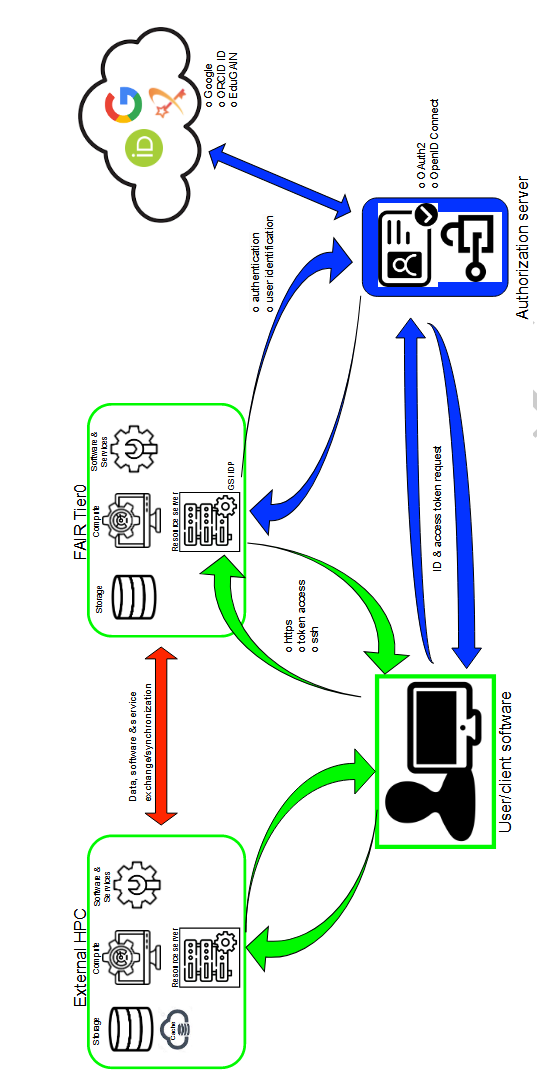 External HPC
Storage
Compute
Software &
Services
Cache
Resource server
Data, software & service
exchange/synchronization
FAIR Tier0
Storage
Compute
Software &
Services
Resource server
GSI IDP
o Google
o ORCID ID
o EduGAIN
iD
o authentication
o user identification
o https
o token access
o ssh
o OAuth2
o OpenID Connect
ID & access token request
User/client software
Authorization server